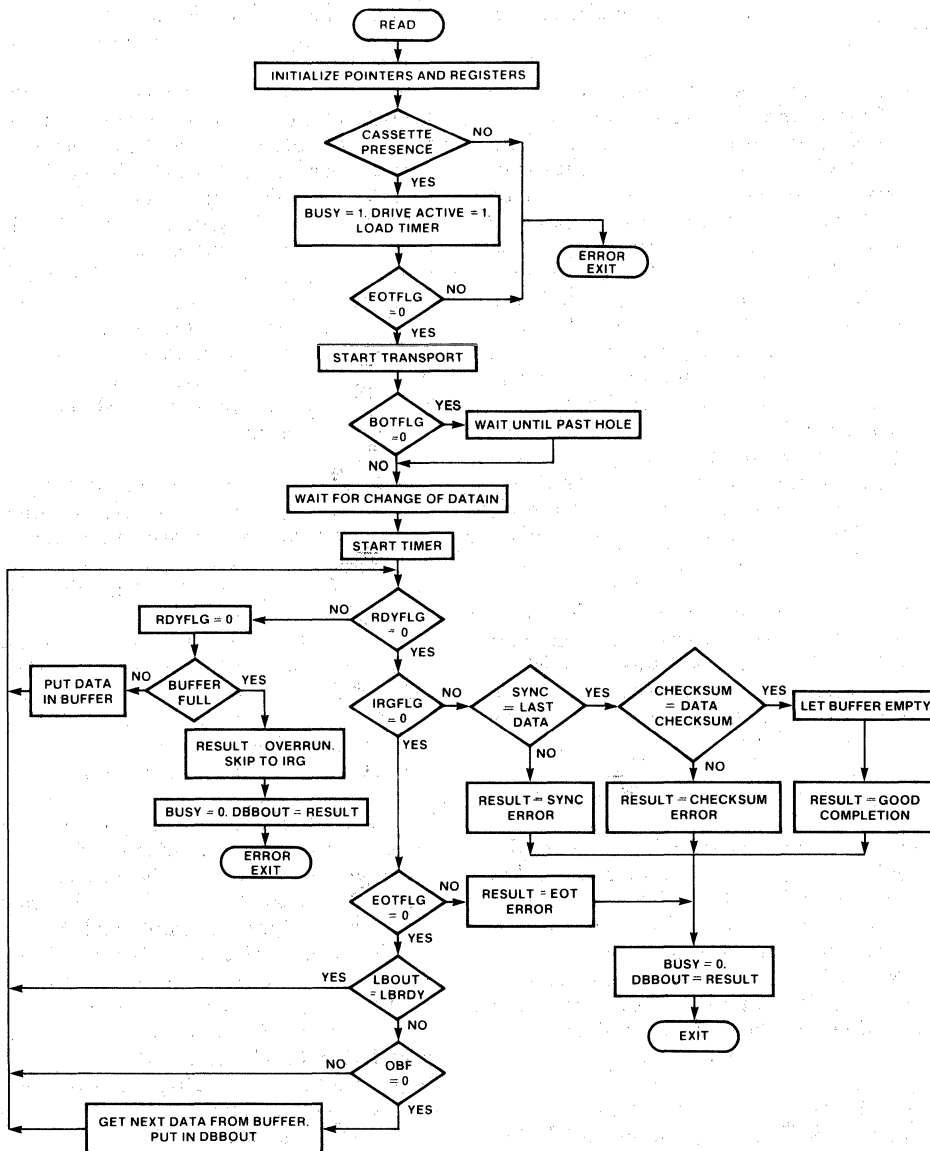 READ
INITIALIZE POINTERS AND REGISTERS
CASSETTE
PRESENCE
NO
YES
BUSY = 1. DRIVE ACTIVE = 1.
LOAD TIMER
ERROR
EXIT
EOTFLG
= 0
NO
YES
START TRANSPORT
BOTFLG
= 0
YES
WAIT UNTIL PAST HOLE
NO
WAIT FOR CHANGE OF DATAIN
START TIMER
RDYFLG
= 0
NO
YES
RDYFLG = 0
BUFFER
FULL
NO
YES
PUT DATA
IN BUFFER
RESULT OVERRUN.
SKIP TO IRG
BUSY = 0. DBBOUT = RESULT
ERROR
EXIT
IRGFLG
= 0
NO
YES
SYNC
= LAST
DATA
YES
NO
CHECKSUM
= DATA
CHECKSUM
YES
NO
LET BUFFER EMPTY
RESULT = SYNC
ERROR
RESULT = CHECKSUM
ERROR
RESULT = GOOD
COMPLETION
EOTFLG
= 0
NO
YES
RESULT = EOT
ERROR
BUSY = 0.
DBBOUT = RESULT
EXIT
LBOUT
= LBRDY
YES
NO
OBF
= 0
NO
YES
GET NEXT DATA FROM BUFFER.
PUT IN DBBOUT